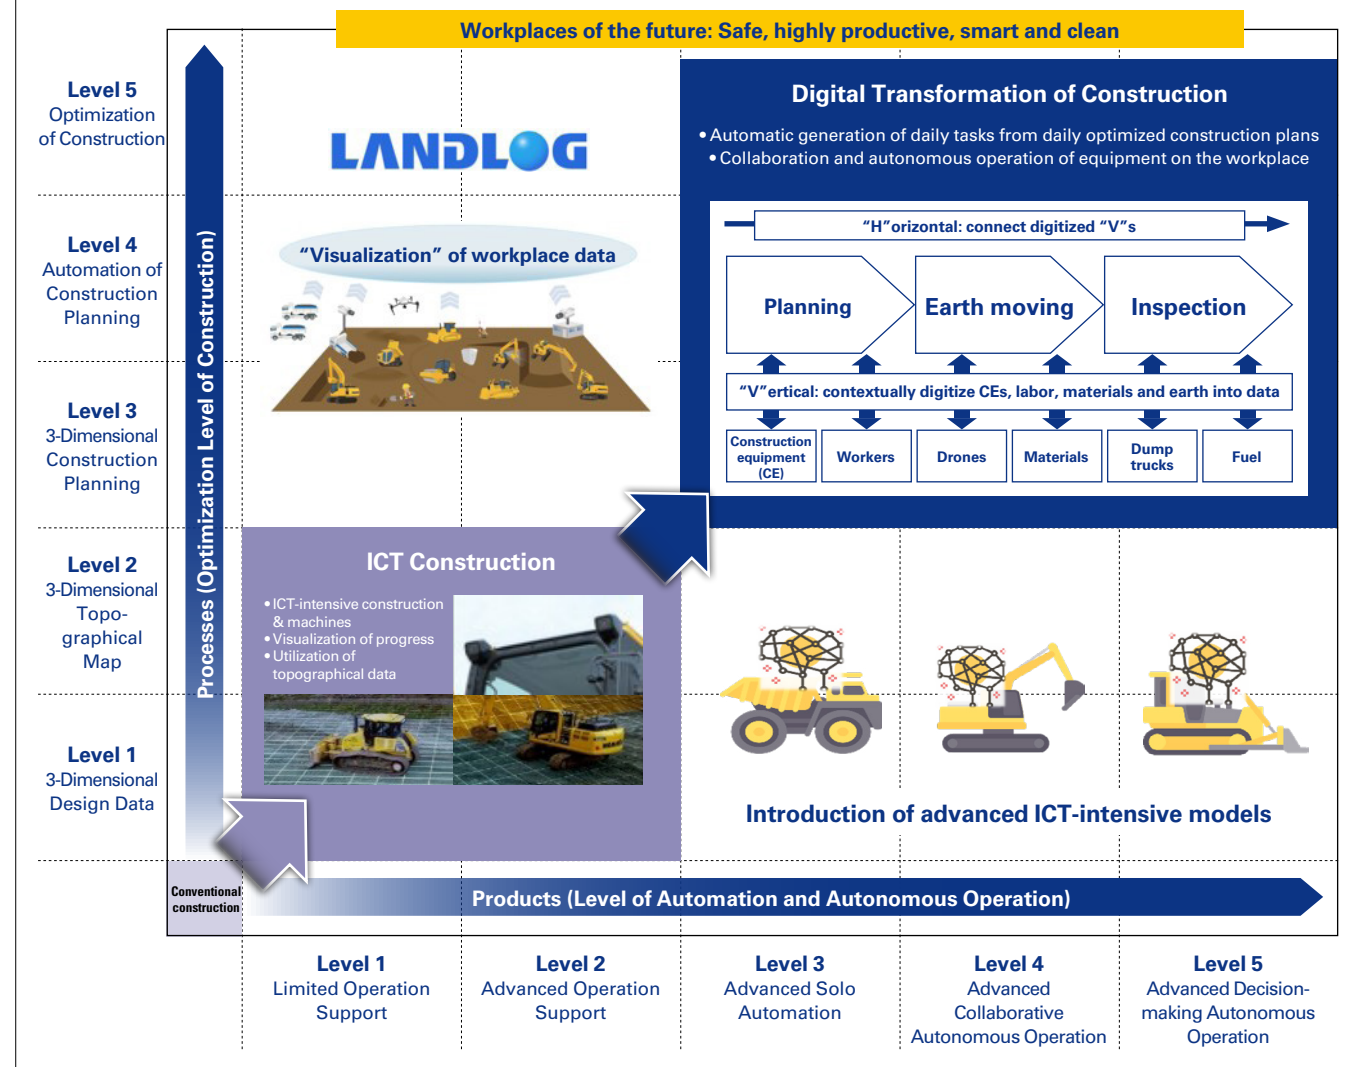 Workplaces of the future: Safe, highly productive, smart and clean
Level 5
Optimization
of Construction
Level 4
Automation of
Construction
Planning
Level 3
3-Dimensional
Construction
Planning
Level 2
3-Dimensional
Topo-
graphical
Map
Level 1
3-Dimensional
Design Data
Processes (Optimization Level of Construction)
LANDLOG
“Visualization” of workplace data
Digital Transformation of Construction
• Automatic generation of daily tasks from daily optimized construction plans
• Collaboration and autonomous operation of equipment on the workplace
“H”orizontal: connect digitized “V”s
Planning
Earth moving
Inspection
“V”ertical: contextually digitize CEs, labor, materials and earth into data
Construction
equipment
(CE)
Workers
Drones
Materials
Dump
trucks
Fuel
ICT Construction
• ICT-intensive construction
& machines
• Visualization of progress
• Utilization of
topographical data
Introduction of advanced ICT-intensive models
Conventional
construction
Products (Level of Automation and Autonomous Operation)
Level 1
Limited Operation
Support
Level 2
Advanced Operation
Support
Level 3
Advanced Solo
Automation
Level 4
Advanced
Collaborative
Autonomous Operation
Level 5
Advanced Decision-
making Autonomous
Operation